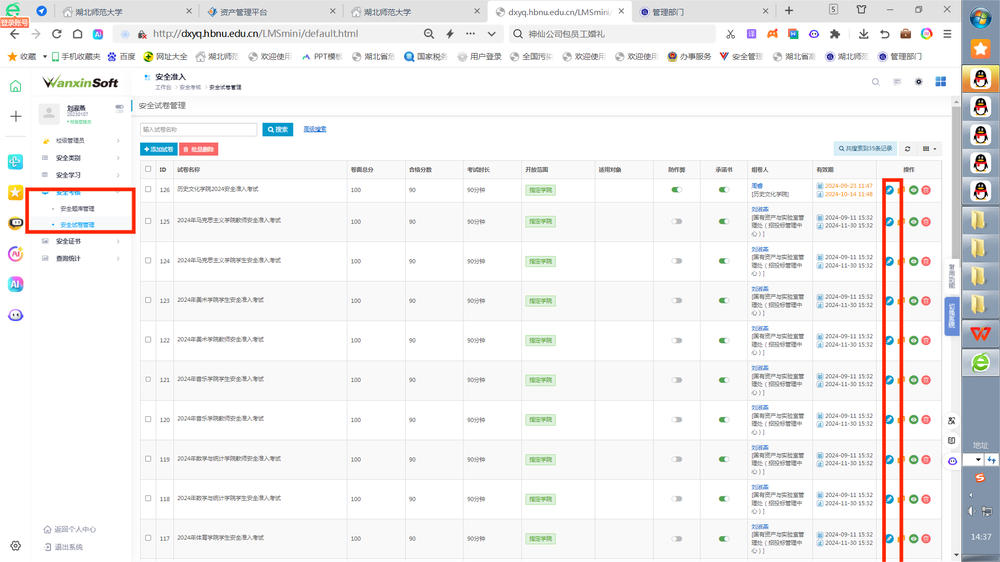 湖北师范大学
资产管理平台
湖北师范大学
dxyq.hbnu.edu.cn/LMSmini/
管理部门
5
登录账号
http://dxyq.hbnu.edu.cn/LMSmini/default.html
神仙公司包员工婚礼
收藏
手机收藏夹
百度
网址大全
湖北师范
欢迎使用
PPT模板
湖北省危
国家税务
用户登录
全国污染
欢迎使用
欢迎使用
办事服务
安全管理
湖北省高
湖北师范
管理部门
WanxinSoft
安全准入
工作台 > 安全考核 > 安全试卷管理
刘淑燕
20230107
校级管理员
校级管理员
安全类别
安全学习
安全考核
安全题库管理
安全试卷管理
安全证书
查询统计
返回个人中心
退出系统
安全试卷管理
输入试卷名称
搜索
高级搜索
添加试卷
批量删除
共搜索到35条记录
ID 试卷名称 卷面总分 合格分数 考试时长 开放范围 适用对象 防作弊 承诺书 组卷人 有效期 操作
126 历史文化学院2024安全准入考试 100 90 90分钟 指定学院 周睿 [历史文化学院] 起 2024-09-23 11:47 止 2024-10-14 11:48
125 2024年马克思主义学院教师安全准入考试 100 90 90分钟 指定学院 刘淑燕 [国有资产与实验室管理处（招投标管理中心）] 起 2024-09-11 15:32 止 2024-11-30 15:32
124 2024年马克思主义学院学生安全准入考试 100 90 90分钟 指定学院 刘淑燕 [国有资产与实验室管理处（招投标管理中心）] 起 2024-09-11 15:32 止 2024-11-30 15:32
123 2024年美术学院学生安全准入考试 100 90 90分钟 指定学院 刘淑燕 [国有资产与实验室管理处（招投标管理中心）] 起 2024-09-11 15:32 止 2024-11-30 15:32
122 2024年美术学院教师安全准入考试 100 90 90分钟 指定学院 刘淑燕 [国有资产与实验室管理处（招投标管理中心）] 起 2024-09-11 15:32 止 2024-11-30 15:32
121 2024年音乐学院学生安全准入考试 100 90 90分钟 指定学院 刘淑燕 [国有资产与实验室管理处（招投标管理中心）] 起 2024-09-11 15:32 止 2024-11-30 15:32
120 2024年音乐学院教师安全准入考试 100 90 90分钟 指定学院 刘淑燕 [国有资产与实验室管理处（招投标管理中心）] 起 2024-09-11 15:32 止 2024-11-30 15:32
119 2024年数学与统计学院教师安全准入考试 100 90 90分钟 指定学院 刘淑燕 [国有资产与实验室管理处（招投标管理中心）] 起 2024-09-11 15:32 止 2024-11-30 15:32
118 2024年数学与统计学院学生安全准入考试 100 90 90分钟 指定学院 刘淑燕 [国有资产与实验室管理处（招投标管理中心）] 起 2024-09-11 15:32 止 2024-11-30 15:32
117 2024年体育学院学生安全准入考试 100 90 90分钟 指定学院 刘淑燕 [国有资产与实验室管理处（招投标管理中心）] 起 2024-09-11 15:32 止 2024-11-30 15:32
常用功能
切换系统
地址
14:37